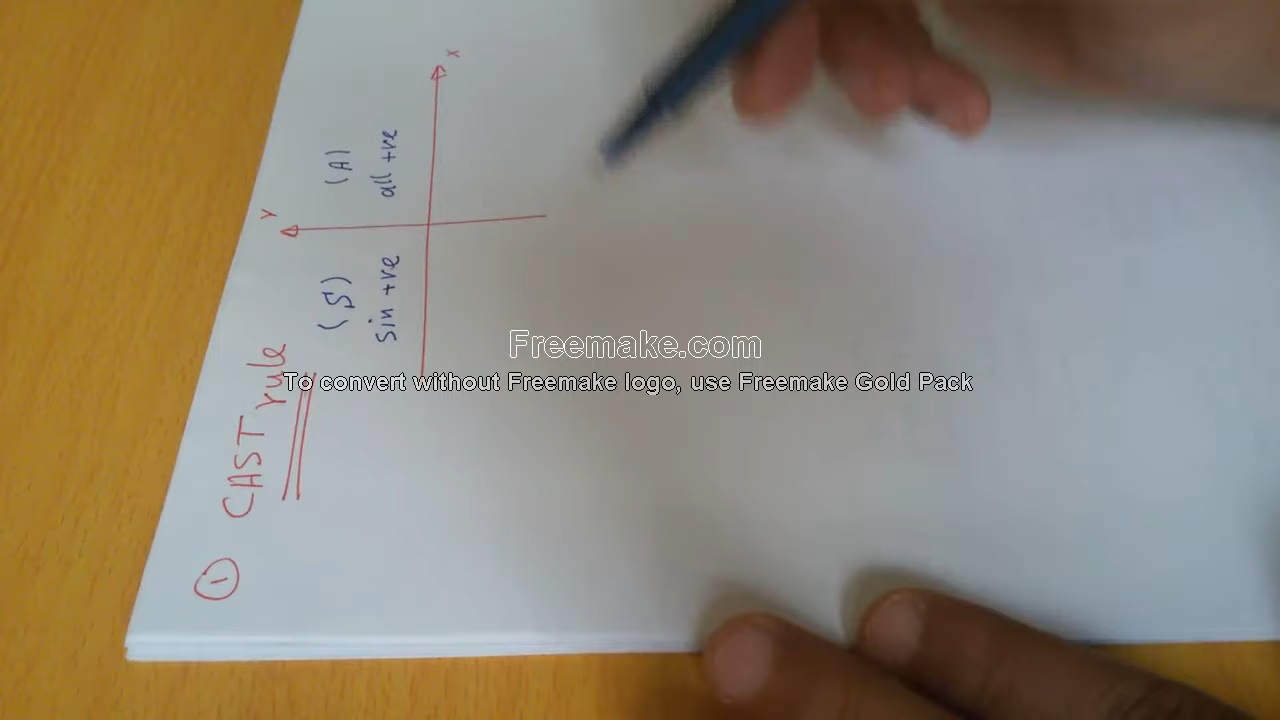 ① CAST rule
Y
(S) (A)
sin +ve all +ve
X
Freemake.com
To convert without Freemake logo, use Freemake Gold Pack